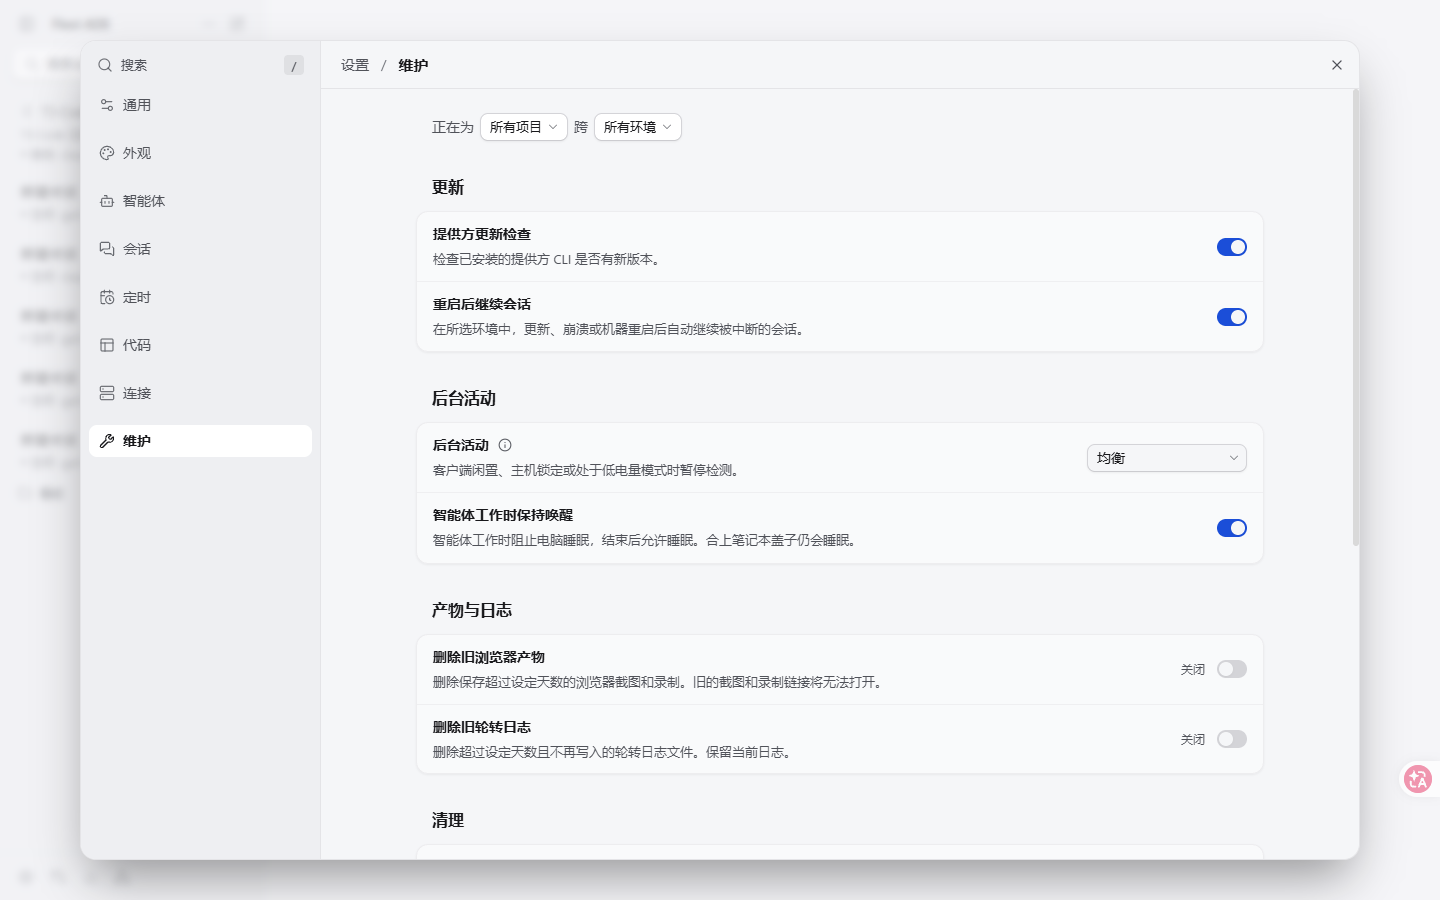 搜索 /
通用
外观
智能体
会话
定时
代码
连接
维护
设置 / 维护
正在为 所有项目 跨 所有环境
更新
提供方更新检查
检查已安装的提供方 CLI 是否有新版本。
重启后继续会话
在所选环境中，更新、崩溃或机器重启后自动继续被中断的会话。
后台活动
后台活动
客户端闲置、主机锁定或处于低电量模式时暂停检测。
均衡
智能体工作时保持唤醒
智能体工作时阻止电脑睡眠，结束后允许睡眠。合上笔记本盖子仍会睡眠。
产物与日志
删除旧浏览器产物
删除保存超过设定天数的浏览器截图和录制。旧的截图和录制链接将无法打开。
关闭
删除旧轮转日志
删除超过设定天数且不再写入的轮转日志文件。保留当前日志。
关闭
清理